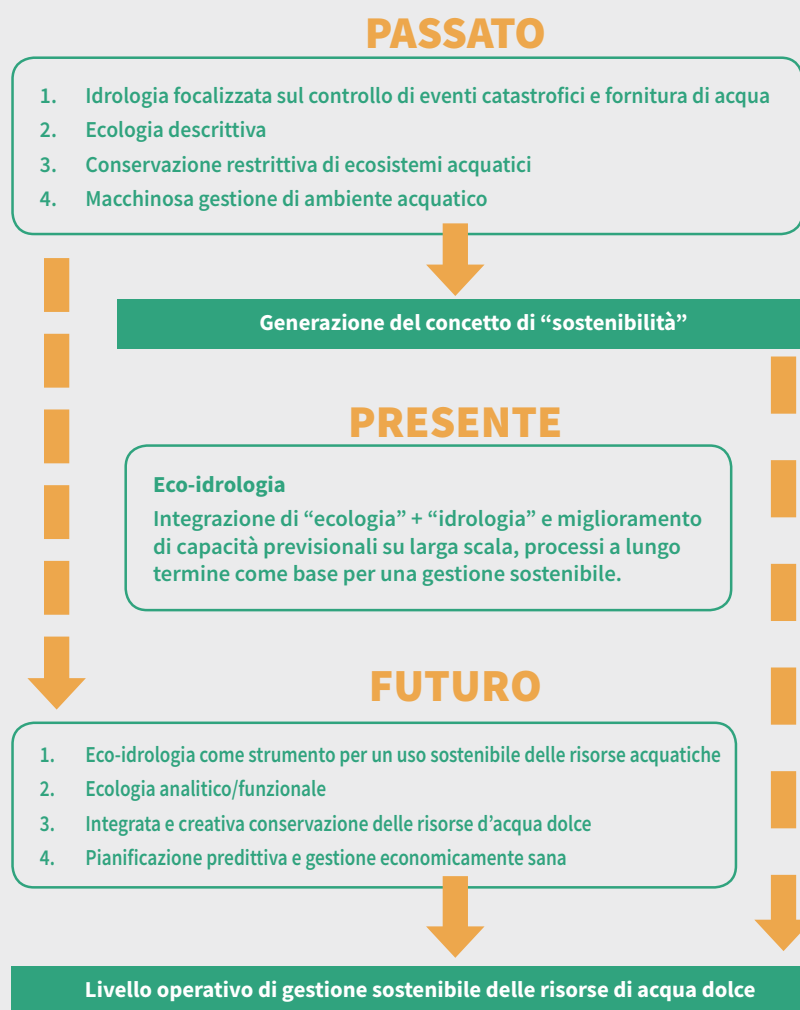 PASSATO
1. Idrologia focalizzata sul controllo di eventi catastrofici e fornitura di acqua
2. Ecologia descrittiva
3. Conservazione restrittiva di ecosistemi acquatici
4. Macchinosa gestione di ambiente acquatico
Generazione del concetto di “sostenibilità”
PRESENTE
Eco-idrologia
Integrazione di “ecologia” + “idrologia” e miglioramento
di capacità previsionali su larga scala, processi a lungo
termine come base per una gestione sostenibile.
FUTURO
1. Eco-idrologia come strumento per un uso sostenibile delle risorse acquatiche
2. Ecologia analitico/funzionale
3. Integrata e creativa conservazione delle risorse d’acqua dolce
4. Pianificazione predittiva e gestione economicamente sana
Livello operativo di gestione sostenibile delle risorse di acqua dolce